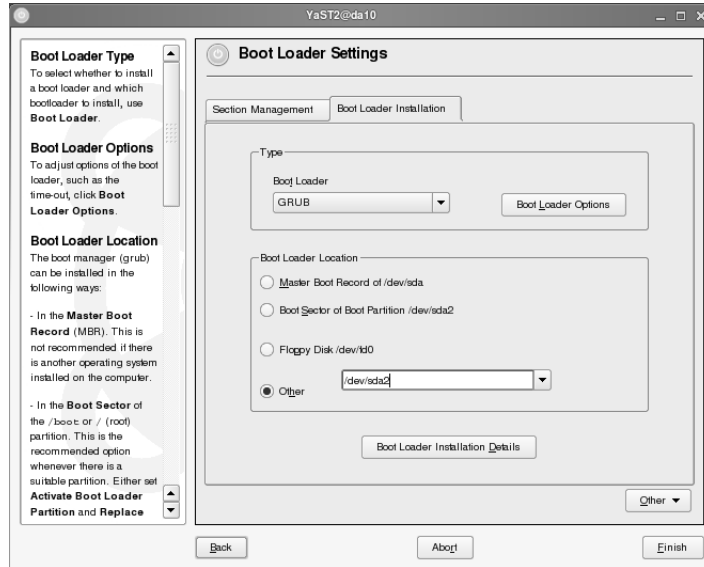 YaST2@da10
Boot Loader Type
To select whether to install
a boot loader and which
bootloader to install, use
Boot Loader.
Boot Loader Options
To adjust options of the boot
loader, such as the
time-out, click Boot
Loader Options.
Boot Loader Location
The boot manager (grub)
can be installed in the
following ways:
- In the Master Boot
Record (MBR). This is
not recommended if there
is another operating system
installed on the computer.
- In the Boot Sector of
the /boot or / (root)
partition. This is the
recommended option
whenever there is a
suitable partition. Either set
Activate Boot Loader
Partition and Replace
Boot Loader Settings
Section Management
Boot Loader Installation
Type
Boot Loader
GRUB
Boot Loader Options
Boot Loader Location
Master Boot Record of /dev/sda
Boot Sector of Boot Partition /dev/sda2
Floppy Disk /dev/fd0
Other
/dev/sda2
Boot Loader Installation Details
Other
Back
Abort
Finish